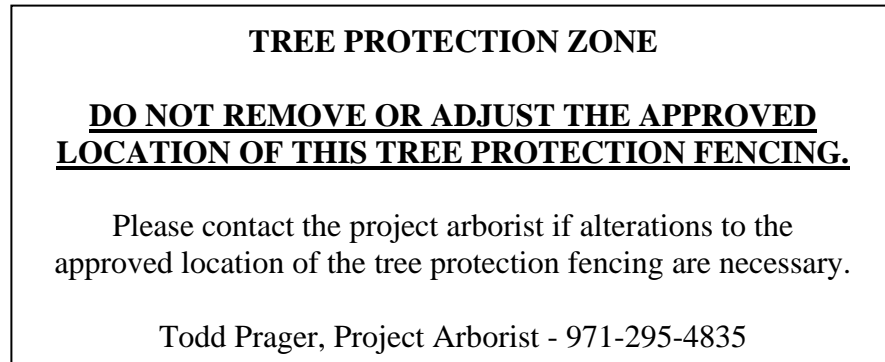 TREE PROTECTION ZONE
DO NOT REMOVE OR ADJUST THE APPROVED
LOCATION OF THIS TREE PROTECTION FENCING.
Please contact the project arborist if alterations to the
approved location of the tree protection fencing are necessary.
Todd Prager, Project Arborist - 971-295-4835